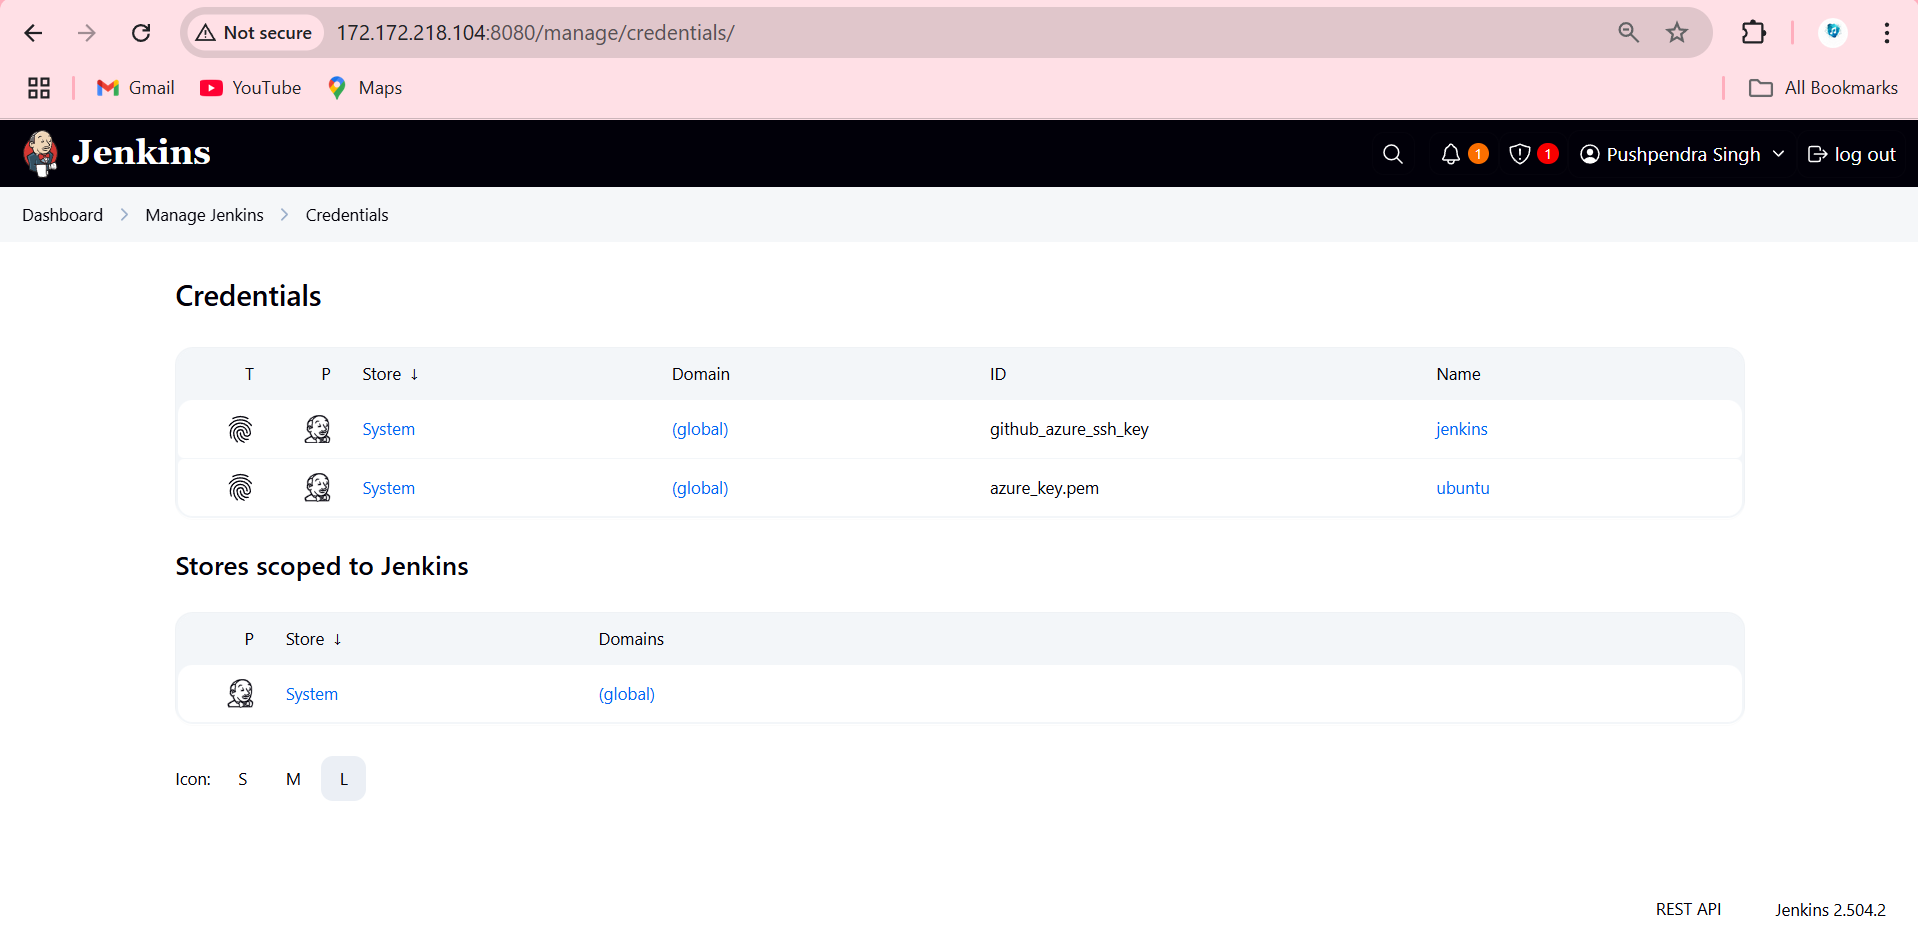 Not secure 172.172.218.104:8080/manage/credentials/
Gmail YouTube Maps All Bookmarks
Jenkins 1 1 Pushpendra Singh log out
Dashboard Manage Jenkins Credentials
Credentials
T P Store ↓ Domain ID Name
System (global) github_azure_ssh_key jenkins
System (global) azure_key.pem ubuntu
Stores scoped to Jenkins
P Store ↓ Domains
System (global)
Icon: S M L
REST API Jenkins 2.504.2